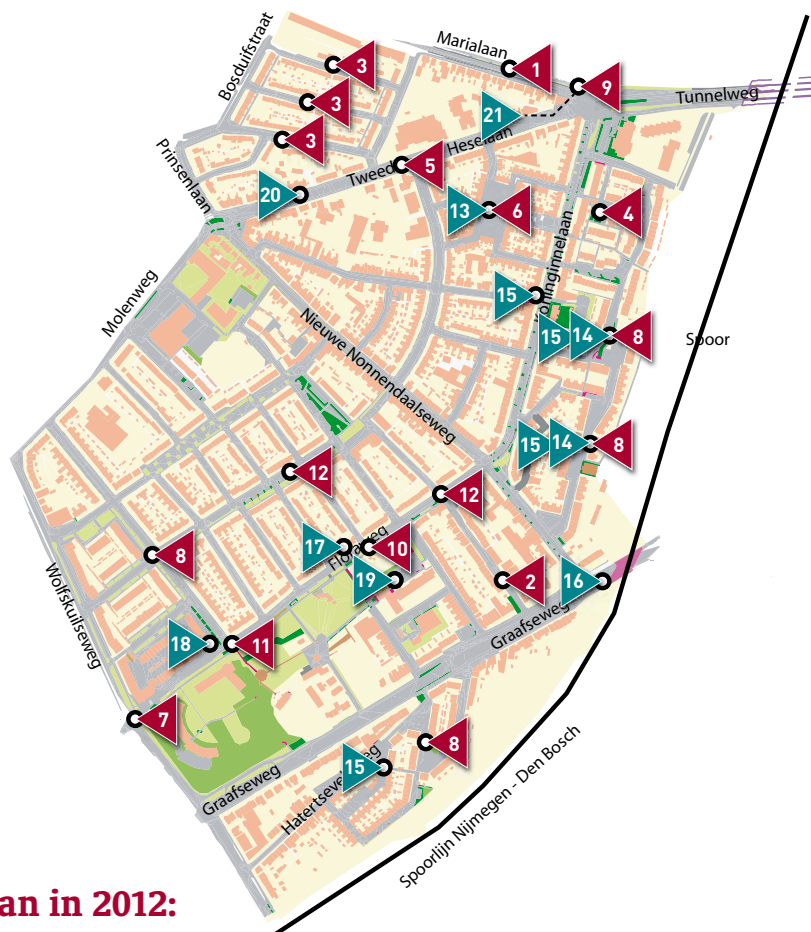 Bosduifstraat
Marialaan
3
1
9
Tunnelweg
3
21
3
Heselaan
Prinsenlaan
5
Tweed
20
13
6
4
Molenweg
15
Koninginnelaan
Nieuwe Nonnendaalseweg
15
14
8
Spoor
15
14
8
12
12
8
17
Floraweg
10
Wolfskuilseweg
19
2
16
Graafseweg
18
11
7
8
Graafseweg
15
Hatertseveldweg
Spoorlijn Nijmegen - Den Bosch
an in 2012: